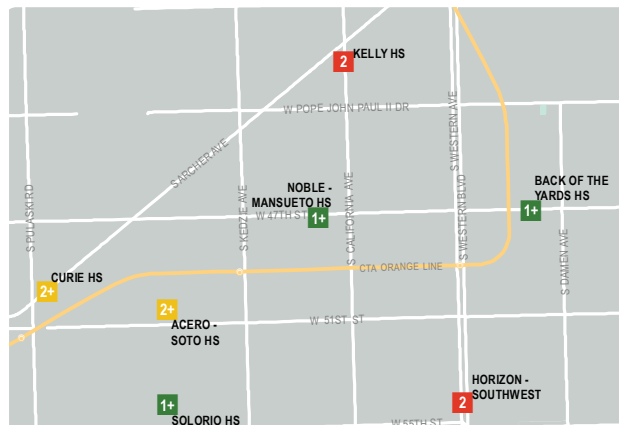 2
KELLY HS
W POPE JOHN PAUL II DR
S ARCHER AVE
S WESTERN AVE
S PULASKI RD
S KEDZIE AVE
NOBLE -
MANSUETO HS
W 47TH ST
1+
S CALIFORNIA AVE
S WESTERN BLVD
BACK OF THE
YARDS HS
1+
S DAMEN AVE
CTA ORANGE LINE
CURIE HS
2+
2+
ACERO -
SOTO HS
W 51ST ST
1+
SOLORIO HS
HORIZON -
SOUTHWEST
2
W 55TH ST